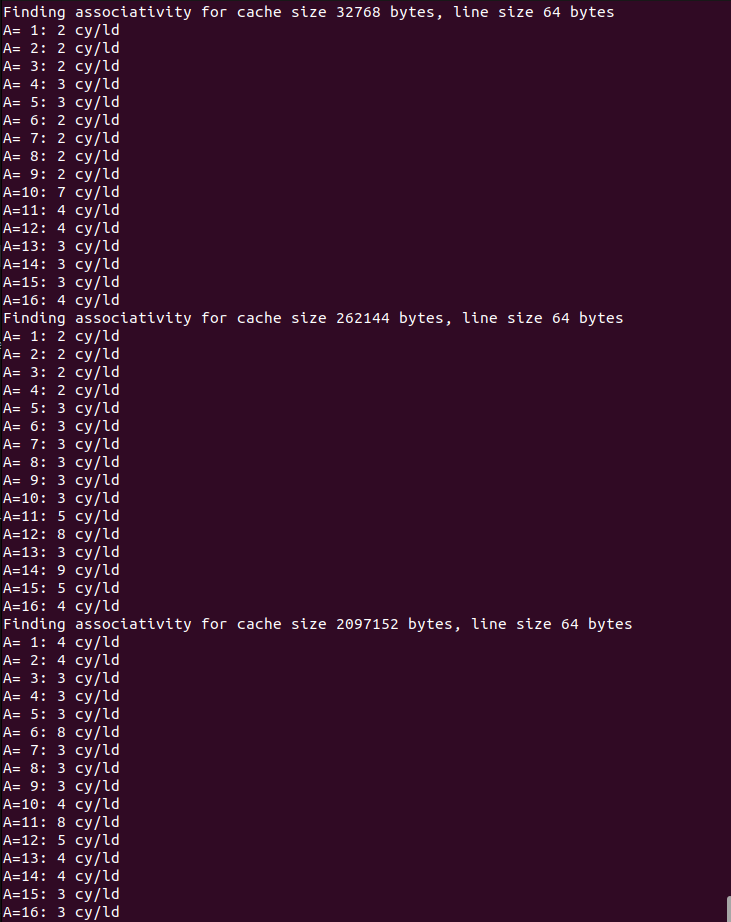 Finding associativity for cache size 32768 bytes, line size 64 bytes
A= 1: 2 cy/ld
A= 2: 2 cy/ld
A= 3: 2 cy/ld
A= 4: 3 cy/ld
A= 5: 3 cy/ld
A= 6: 2 cy/ld
A= 7: 2 cy/ld
A= 8: 2 cy/ld
A= 9: 2 cy/ld
A=10: 7 cy/ld
A=11: 4 cy/ld
A=12: 4 cy/ld
A=13: 3 cy/ld
A=14: 3 cy/ld
A=15: 3 cy/ld
A=16: 4 cy/ld
Finding associativity for cache size 262144 bytes, line size 64 bytes
A= 1: 2 cy/ld
A= 2: 2 cy/ld
A= 3: 2 cy/ld
A= 4: 2 cy/ld
A= 5: 3 cy/ld
A= 6: 3 cy/ld
A= 7: 3 cy/ld
A= 8: 3 cy/ld
A= 9: 3 cy/ld
A=10: 3 cy/ld
A=11: 5 cy/ld
A=12: 8 cy/ld
A=13: 3 cy/ld
A=14: 9 cy/ld
A=15: 5 cy/ld
A=16: 4 cy/ld
Finding associativity for cache size 2097152 bytes, line size 64 bytes
A= 1: 4 cy/ld
A= 2: 4 cy/ld
A= 3: 3 cy/ld
A= 4: 3 cy/ld
A= 5: 3 cy/ld
A= 6: 8 cy/ld
A= 7: 3 cy/ld
A= 8: 3 cy/ld
A= 9: 3 cy/ld
A=10: 4 cy/ld
A=11: 8 cy/ld
A=12: 5 cy/ld
A=13: 4 cy/ld
A=14: 4 cy/ld
A=15: 3 cy/ld
A=16: 3 cy/ld